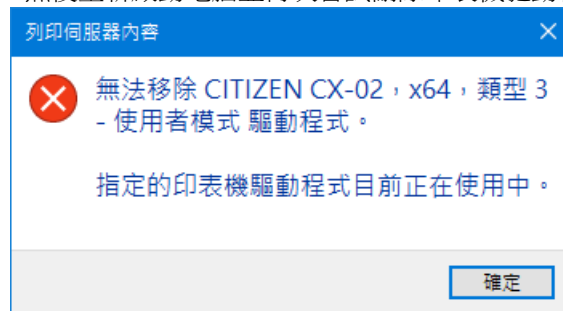 列印伺服器內容
無法移除 CITIZEN CX-02，x64，類型 3
- 使用者模式 驅動程式。
指定的印表機驅動程式目前正在使用中。
確定